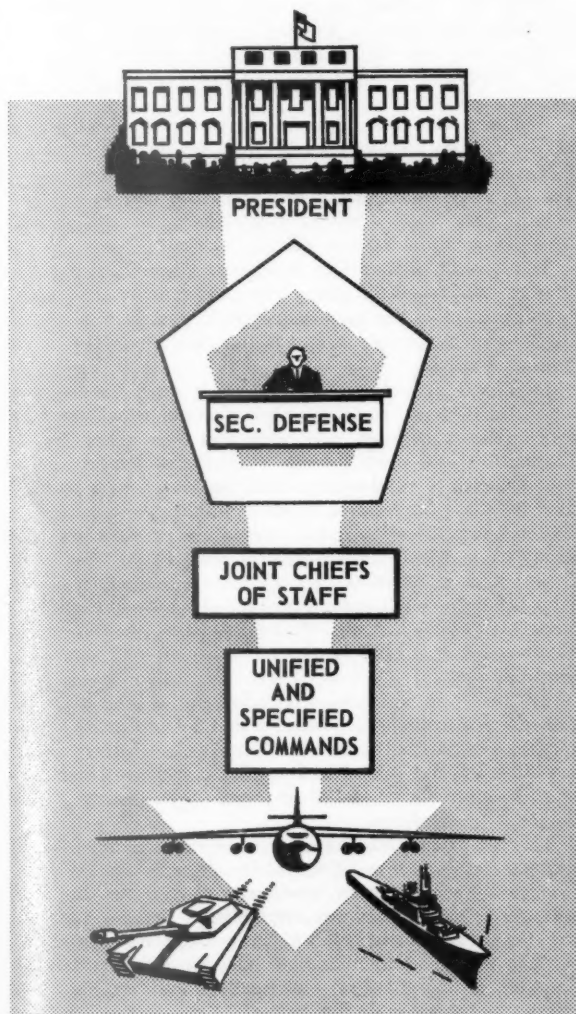 PRESIDENT
SEC. DEFENSE
JOINT CHIEFS
OF STAFF
UNIFIED
AND
SPECIFIED
COMMANDS